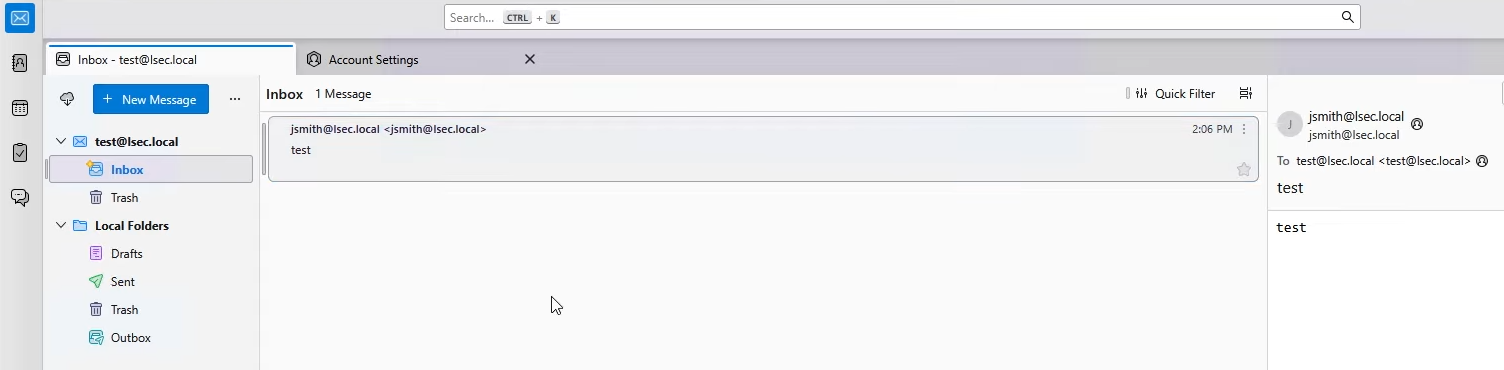 Search... CTRL + K
Inbox - test@lsec.local
Account Settings
+ New Message ...
Inbox 1 Message
Quick Filter
test@lsec.local
Inbox
Trash
Local Folders
Drafts
Sent
Trash
Outbox
jsmith@lsec.local <jsmith@lsec.local> 2:06 PM
test
J
jsmith@lsec.local
jsmith@lsec.local
To test@lsec.local <test@lsec.local>
test
test